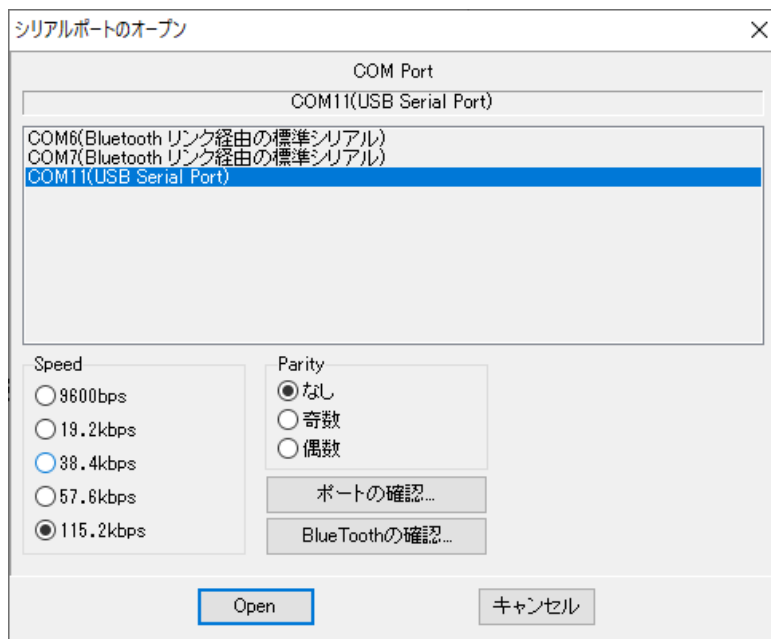 シリアルポートのオープン
COM Port
COM11(USB Serial Port)
COM6(Bluetooth リンク経由の標準シリアル)
COM7(Bluetooth リンク経由の標準シリアル)
COM11(USB Serial Port)
Speed
9600bps
19.2kbps
38.4kbps
57.6kbps
115.2kbps
Parity
なし
奇数
偶数
ポートの確認...
BlueToothの確認...
Open
キャンセル